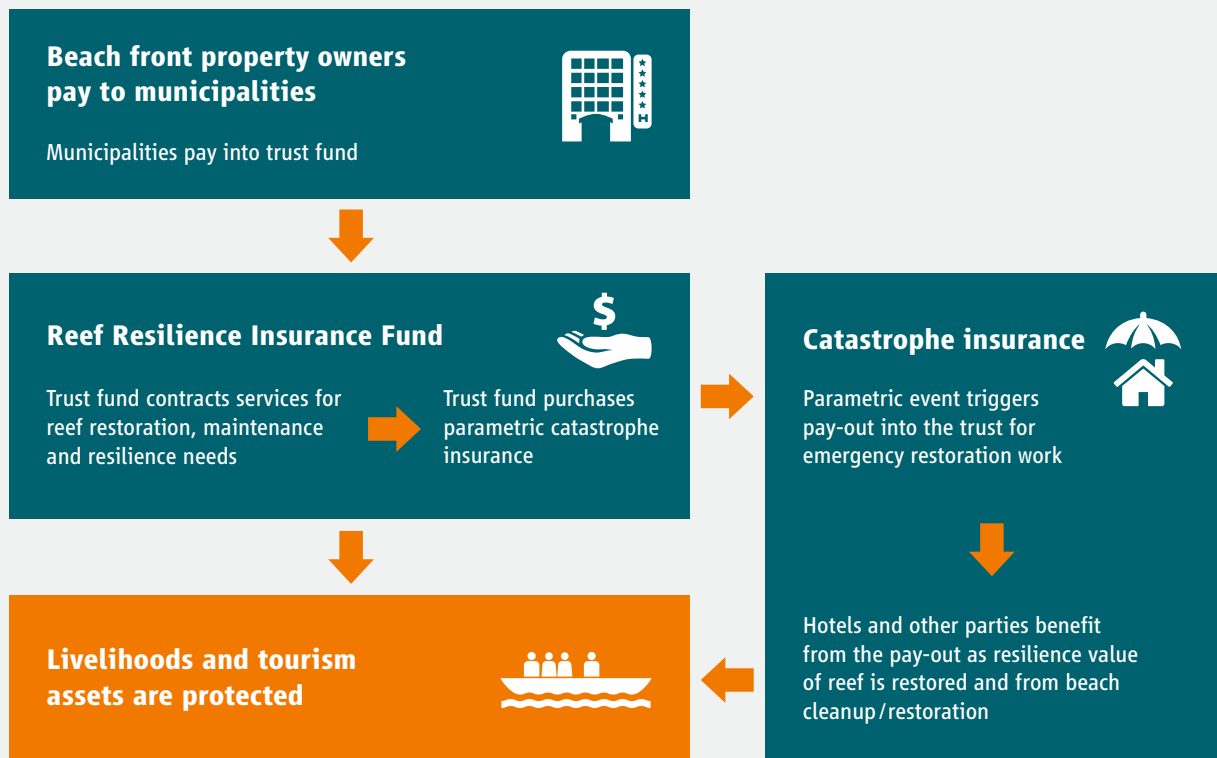 Beach front property owners
pay to municipalities
Municipalities pay into trust fund
H
Reef Resilience Insurance Fund
$
Trust fund contracts services for
reef restoration, maintenance
and resilience needs
Trust fund purchases
parametric catastrophe
insurance
Catastrophe insurance
Parametric event triggers
pay-out into the trust for
emergency restoration work
Hotels and other parties benefit
from the pay-out as resilience value
of reef is restored and from beach
cleanup/restoration
Livelihoods and tourism
assets are protected